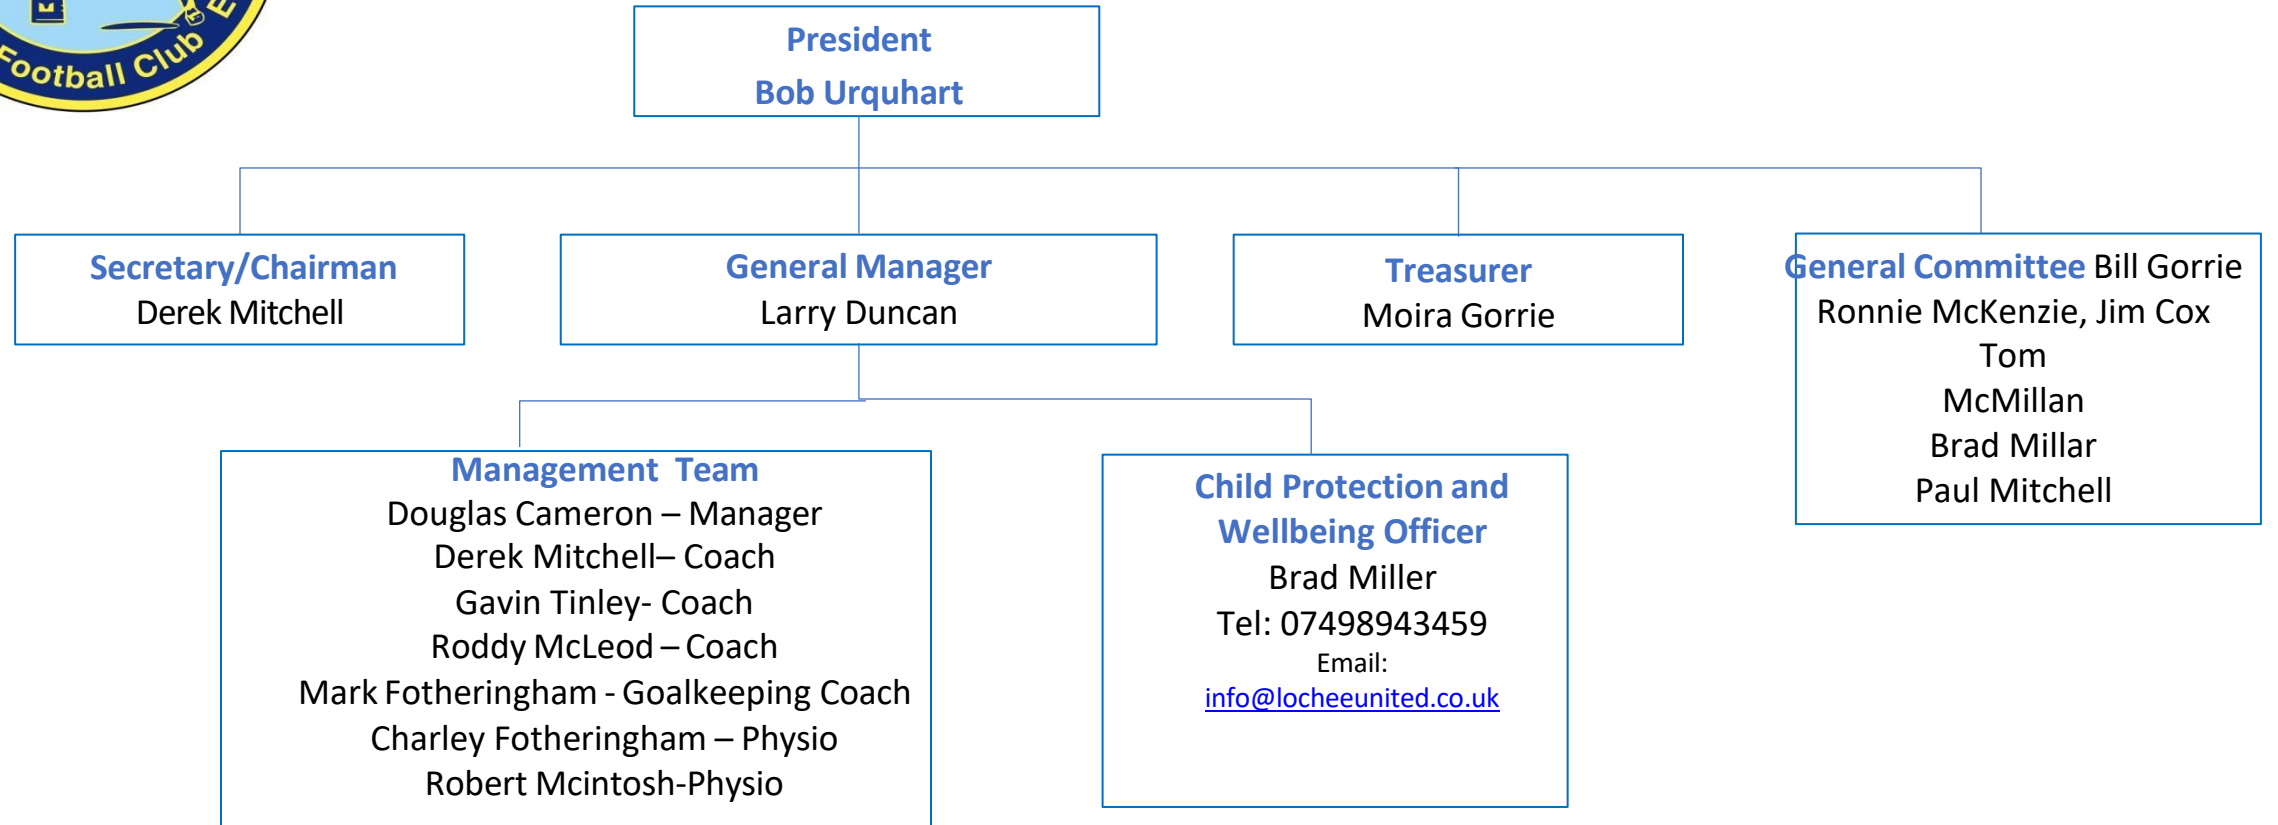 Football Club
President
Bob Urquhart
Secretary/Chairman
Derek Mitchell
General Manager
Larry Duncan
Treasurer
Moira Gorrie
General Committee Bill Gorrie
Ronnie McKenzie, Jim Cox
Tom
McMillan
Brad Millar
Paul Mitchell
Management Team
Douglas Cameron – Manager
Derek Mitchell– Coach
Gavin Tinley- Coach
Roddy McLeod – Coach
Mark Fotheringham - Goalkeeping Coach
Charley Fotheringham – Physio
Robert Mcintosh-Physio
Child Protection and
Wellbeing Officer
Brad Miller
Tel: 07498943459
Email:
info@locheeunited.co.uk